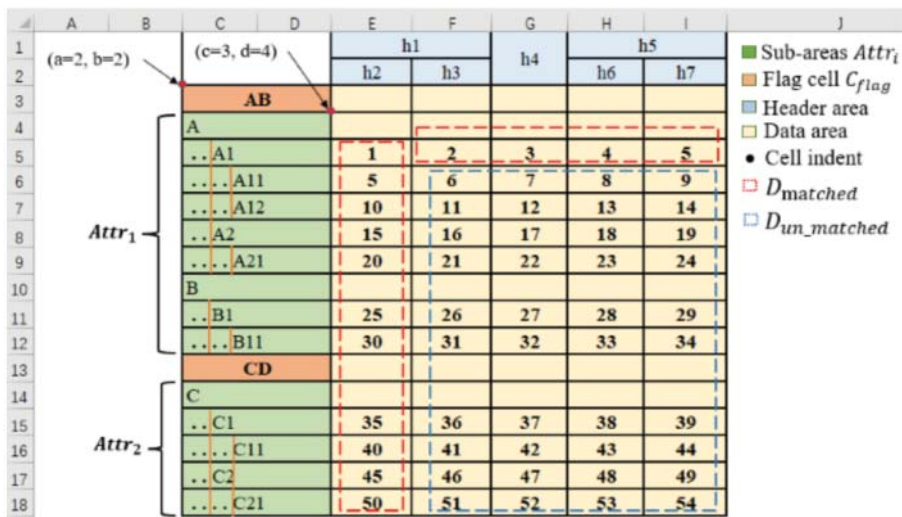 A B C D E F G H I J
1 (a=2, b=2) (c=3, d=4) h1 h4 h5
2 h2 h3 h6 h7
3 AB
4 A
5 ..A1 1 2 3 4 5
6 ....A11 5 6 7 8 9
7 ....A12 10 11 12 13 14
8 ..A2 15 16 17 18 19
9 ....A21 20 21 22 23 24
10 B
11 ..B1 25 26 27 28 29
12 ....B11 30 31 32 33 34
13 CD
14 C
15 ..C1 35 36 37 38 39
16 ....C11 40 41 42 43 44
17 ..C2 45 46 47 48 49
18 ....C21 50 51 52 53 54
Attr₁
Attr₂
Sub-areas Attrᵢ
Flag cell C_flag
Header area
Data area
Cell indent
D_matched
D_un_matched